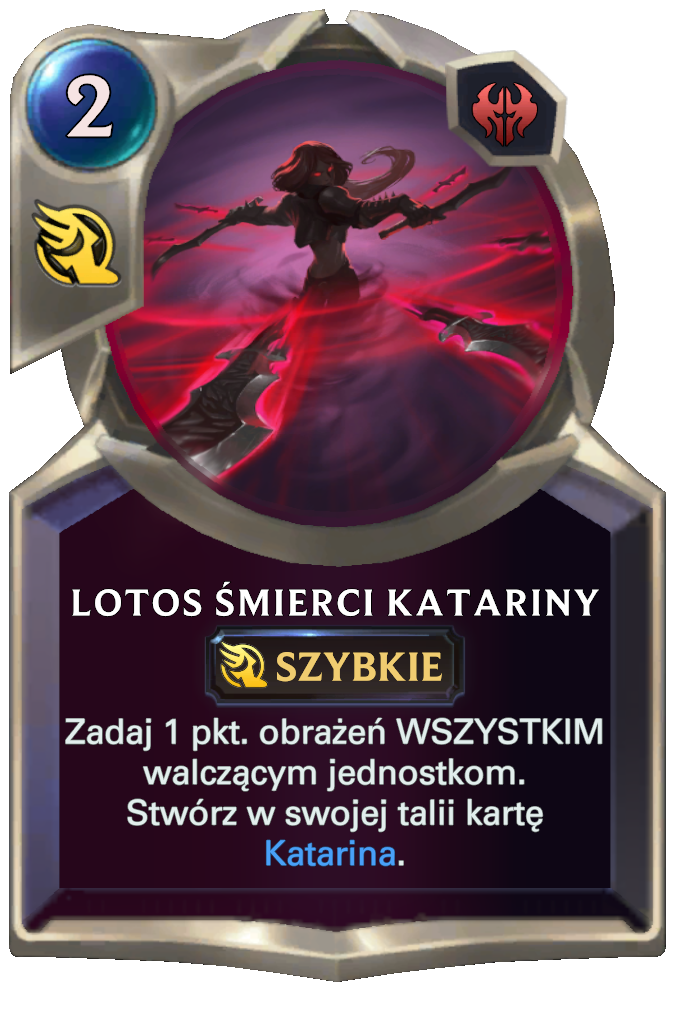 2
LOTOS ŚMIERCI KATARINY
SZYBKIE
Zadaj 1 pkt. obrażeń WSZYSTKIM
walczącym jednostkom.
Stwórz w swojej talii kartę
Katarina.